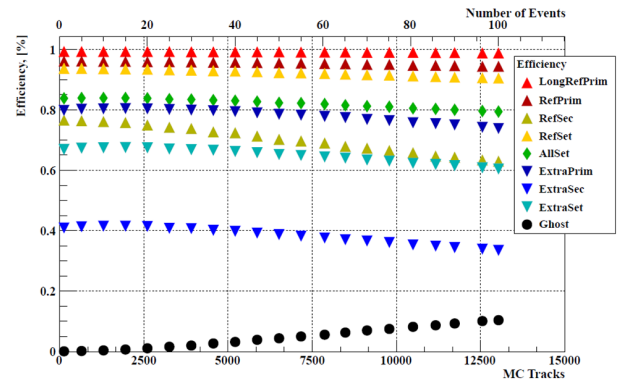 Number of Events
0 20 40 60 80 100
Efficiency, [%]
1
0.8
0.6
0.4
0.2
0
0 2500 5000 7500 10000 12500 15000
MC Tracks
Efficiency
LongRefPrim
RefPrim
RefSec
RefSet
AllSet
ExtraPrim
ExtraSec
ExtraSet
Ghost